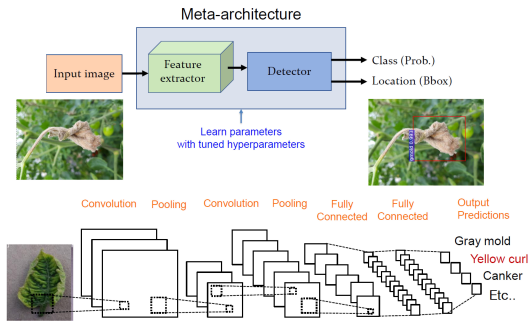 Meta-architecture
Input image
Feature
extractor
Detector
Class (Prob.)
Location (Bbox)
Learn parameters
with tuned hyperparameters
Convolution
Pooling
Convolution
Pooling
Fully
Connected
Fully
Connected
Output
Predictions
Gray mold
Yellow curl
Canker
Etc..